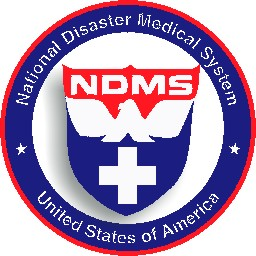 National Disaster Medical System
NDMS
United States of America